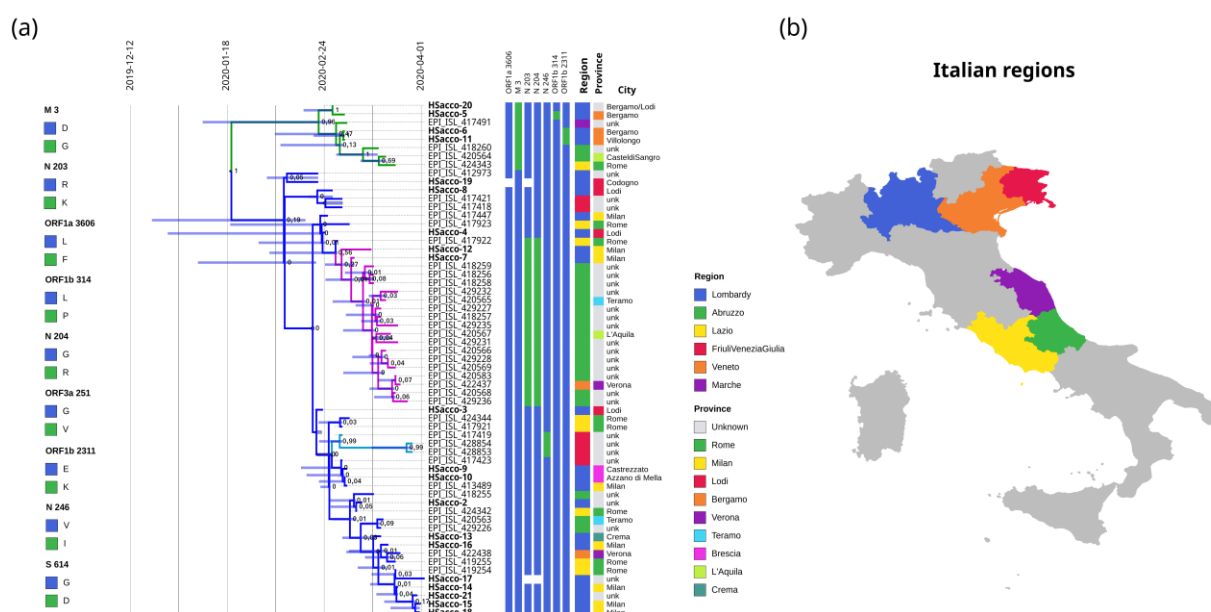 (a)
2019-12-12
2020-01-18
2020-02-24
2020-04-01
ORF1a 3606
M 3
N 203
N 204
N 246
ORF1b 314
ORF1b 2311
Region
Province
City
M 3
D
G
N 203
R
K
ORF1a 3606
L
F
ORF1b 314
L
P
N 204
G
R
ORF3a 251
G
V
ORF1b 2311
E
K
N 246
V
I
S 614
G
D
HSacco-20 Bergamo/Lodi
HSacco-5 Bergamo
EPI_ISL_417491 unk
HSacco-6 Bergamo
HSacco-11 Villolongo
EPI_ISL_418260 unk
EPI_ISL_420564 CasteldiSangro
EPI_ISL_424343 Rome
EPI_ISL_412973 unk
HSacco-19 Codogno
HSacco-8 Lodi
EPI_ISL_417421 unk
EPI_ISL_417418 unk
EPI_ISL_417447 Milan
EPI_ISL_417923 Rome
HSacco-4 Lodi
EPI_ISL_417922 Rome
HSacco-12 Milan
HSacco-7 Milan
EPI_ISL_418259 unk
EPI_ISL_418256 unk
EPI_ISL_418258 unk
EPI_ISL_429232 unk
EPI_ISL_420565 Teramo
EPI_ISL_429227 unk
EPI_ISL_418257 unk
EPI_ISL_429235 unk
EPI_ISL_420567 L'Aquila
EPI_ISL_429231 unk
EPI_ISL_420566 unk
EPI_ISL_429228 unk
EPI_ISL_420569 unk
EPI_ISL_420583 unk
EPI_ISL_422437 Verona
EPI_ISL_420568 unk
EPI_ISL_429236 unk
HSacco-3 Lodi
EPI_ISL_424344 Rome
EPI_ISL_417921 Rome
EPI_ISL_417419 unk
EPI_ISL_428854 unk
EPI_ISL_428853 unk
EPI_ISL_417423 unk
HSacco-9 Castrezzato
HSacco-10 Azzano di Mella
EPI_ISL_413489 Milan
EPI_ISL_418255 unk
HSacco-2 unk
EPI_ISL_424342 Rome
EPI_ISL_420563 Teramo
EPI_ISL_429226 unk
HSacco-13 Crema
HSacco-16 Milan
EPI_ISL_422438 Verona
EPI_ISL_419255 Rome
EPI_ISL_419254 Rome
HSacco-17 unk
HSacco-14 Milan
HSacco-21 unk
HSacco-15 Milan
HSacco-18 Milan
(b)
Italian regions
Region
Lombardy
Abruzzo
Lazio
FriuliVeneziaGiulia
Veneto
Marche
Province
Unknown
Rome
Milan
Lodi
Bergamo
Verona
Teramo
Brescia
L'Aquila
Crema